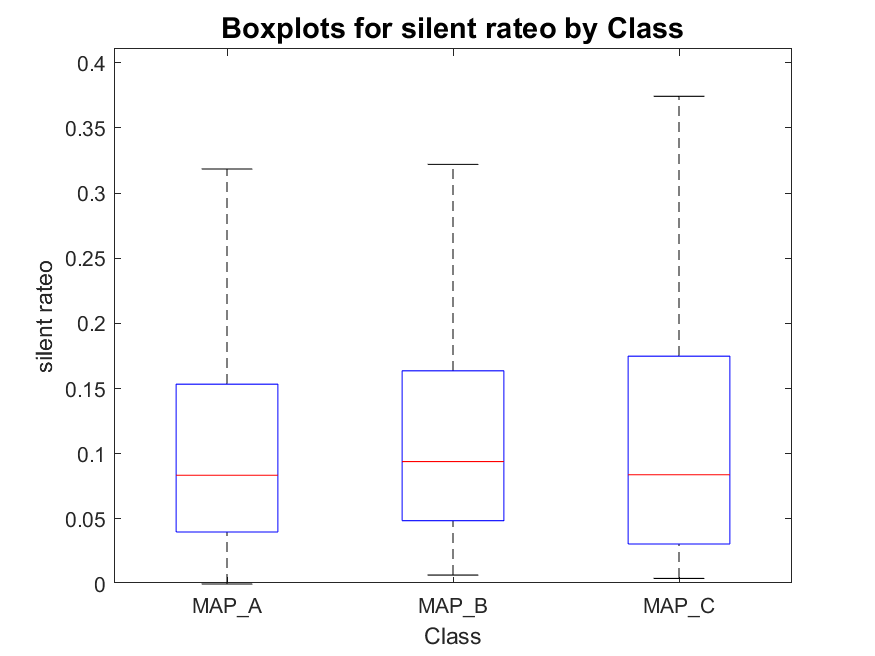 Boxplots for silent rateo by Class
silent rateo
0.4
0.35
0.3
0.25
0.2
0.15
0.1
0.05
0
MAP_A MAP_B MAP_C
Class